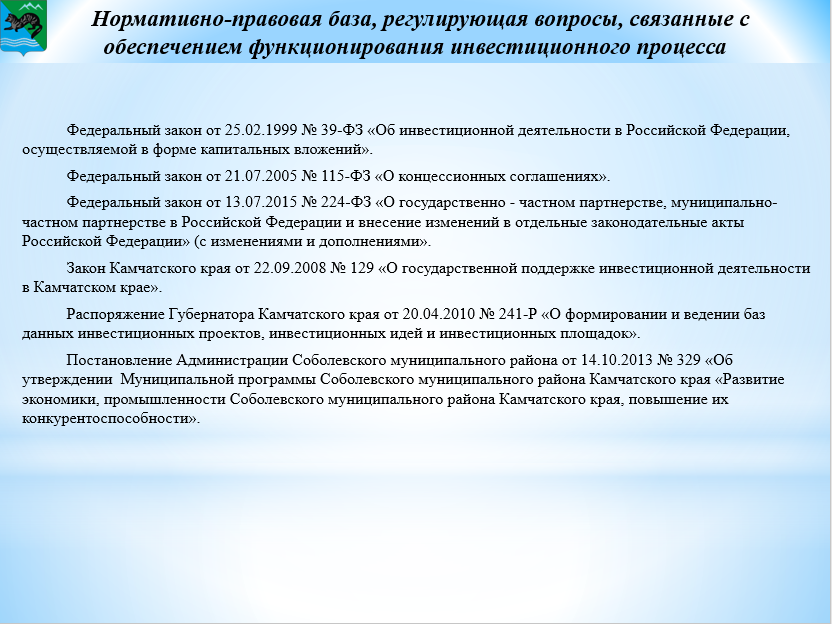 Нормативно-правовая база, регулирующая вопросы, связанные с
обеспечением функционирования инвестиционного процесса
Федеральный закон от 25.02.1999 № 39-ФЗ «Об инвестиционной деятельности в Российской Федерации,
осуществляемой в форме капитальных вложений».
Федеральный закон от 21.07.2005 № 115-ФЗ «О концессионных соглашениях».
Федеральный закон от 13.07.2015 № 224-ФЗ «О государственно - частном партнерстве, муниципально-
частном партнерстве в Российской Федерации и внесение изменений в отдельные законодательные акты
Российской Федерации» (с изменениями и дополнениями».
Закон Камчатского края от 22.09.2008 № 129 «О государственной поддержке инвестиционной деятельности
в Камчатском крае».
Распоряжение Губернатора Камчатского края от 20.04.2010 № 241-Р «О формировании и ведении баз
данных инвестиционных проектов, инвестиционных идей и инвестиционных площадок».
Постановление Администрации Соболевского муниципального района от 14.10.2013 № 329 «Об
утверждении Муниципальной программы Соболевского муниципального района Камчатского края «Развитие
экономики, промышленности Соболевского муниципального района Камчатского края, повышение их
конкурентоспособности».